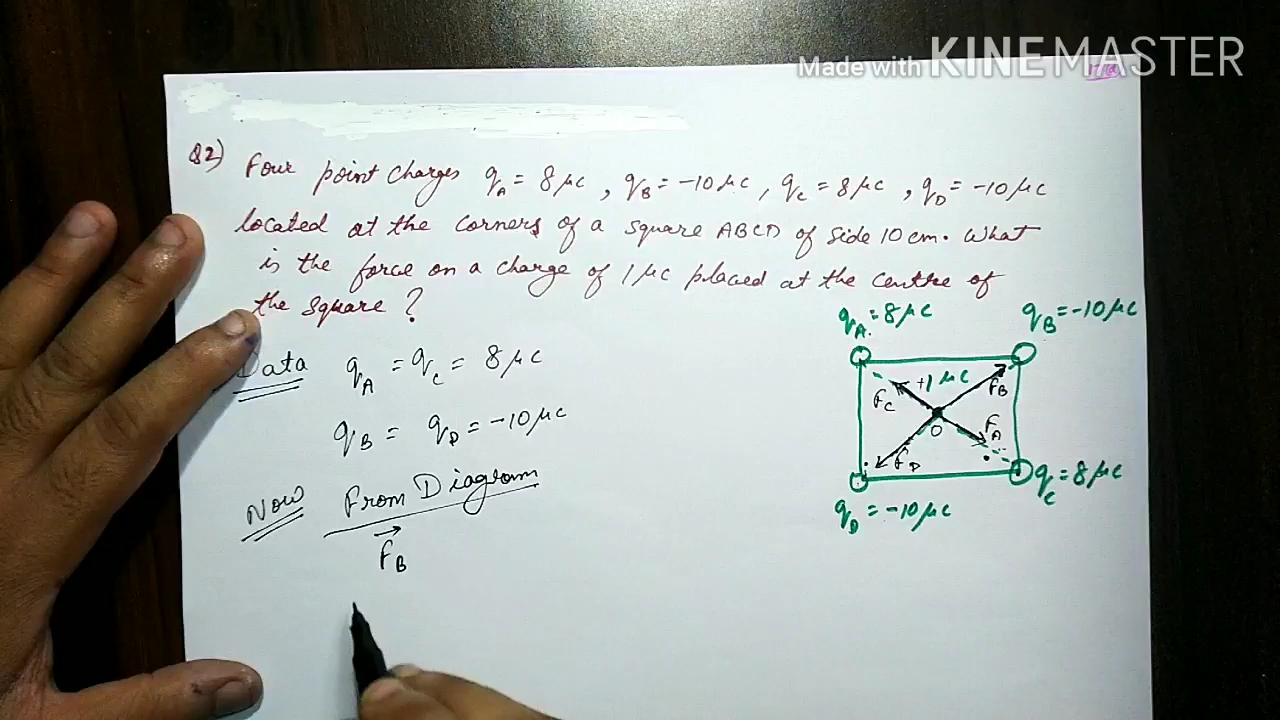 Made with KINEMASTER
Q2) Four point charges qA = 8μC, qB = -10μC, qC = 8μC, qD = -10μC
located at the corners of a square ABCD of side 10cm. What
is the force on a charge of 1μC placed at the centre of
the square?
Data qA = qC = 8μC
qB = qD = -10μC
Now From Diagram
F⃗B
qA = 8μC
qB = -10μC
+1μC
FC
FB
O
FA
FD
qC = 8μC
qD = -10μC